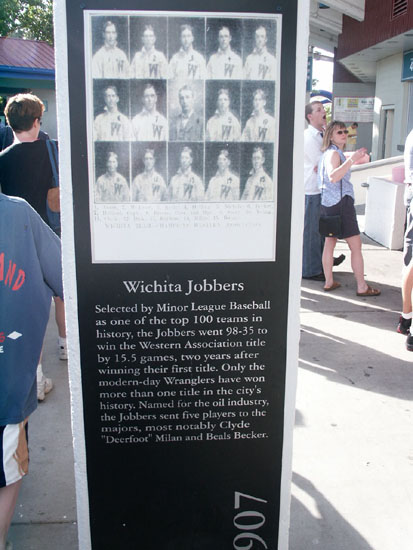 WICHITA
Wichita Jobbers
Selected by Minor League Baseball
as one of the top 100 teams in
history, the Jobbers went 98-35 to
win the Western Association title
by 15.5 games, two years after
winning their first title. Only the
modern-day Wranglers have won
more than one title in the city's
history. Named for the oil industry,
the Jobbers sent five players to the
majors, most notably Clyde
"Deerfoot" Milan and Beals Becker.
907
AND